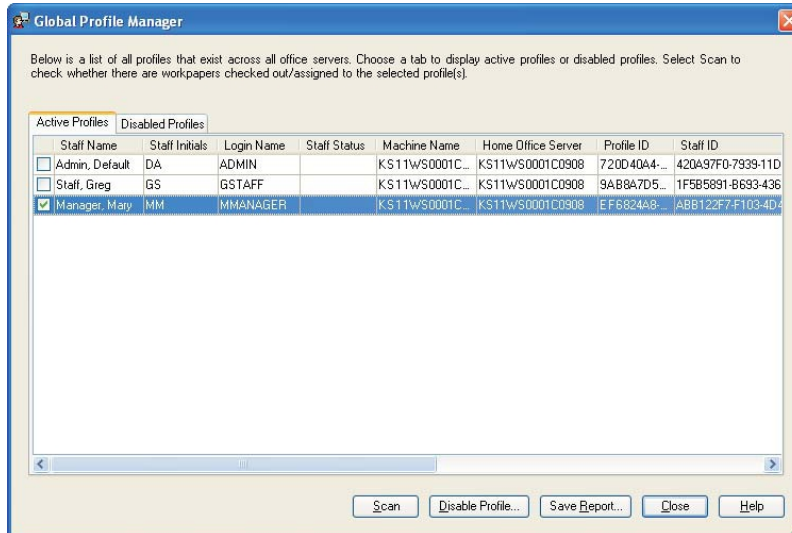 Global Profile Manager
Below is a list of all profiles that exist across all office servers. Choose a tab to display active profiles or disabled profiles. Select Scan to
check whether there are workpapers checked out/assigned to the selected profile(s).
Active Profiles Disabled Profiles
Staff Name Staff Initials Login Name Staff Status Machine Name Home Office Server Profile ID Staff ID
Admin, Default DA ADMIN KS11WS0001C... KS11WS0001C0908 720D40A4-... 420A97F0-7939-11D
Staff, Greg GS GSTAFF KS11WS0001C... KS11WS0001C0908 9AB8A7D5... 1F5B5891-B693-436
Manager, Mary MM MMANAGER KS11WS0001C... KS11WS0001C0908 EF6824A8-... ABB122F7-F103-4D4
Scan Disable Profile... Save Report... Close Help